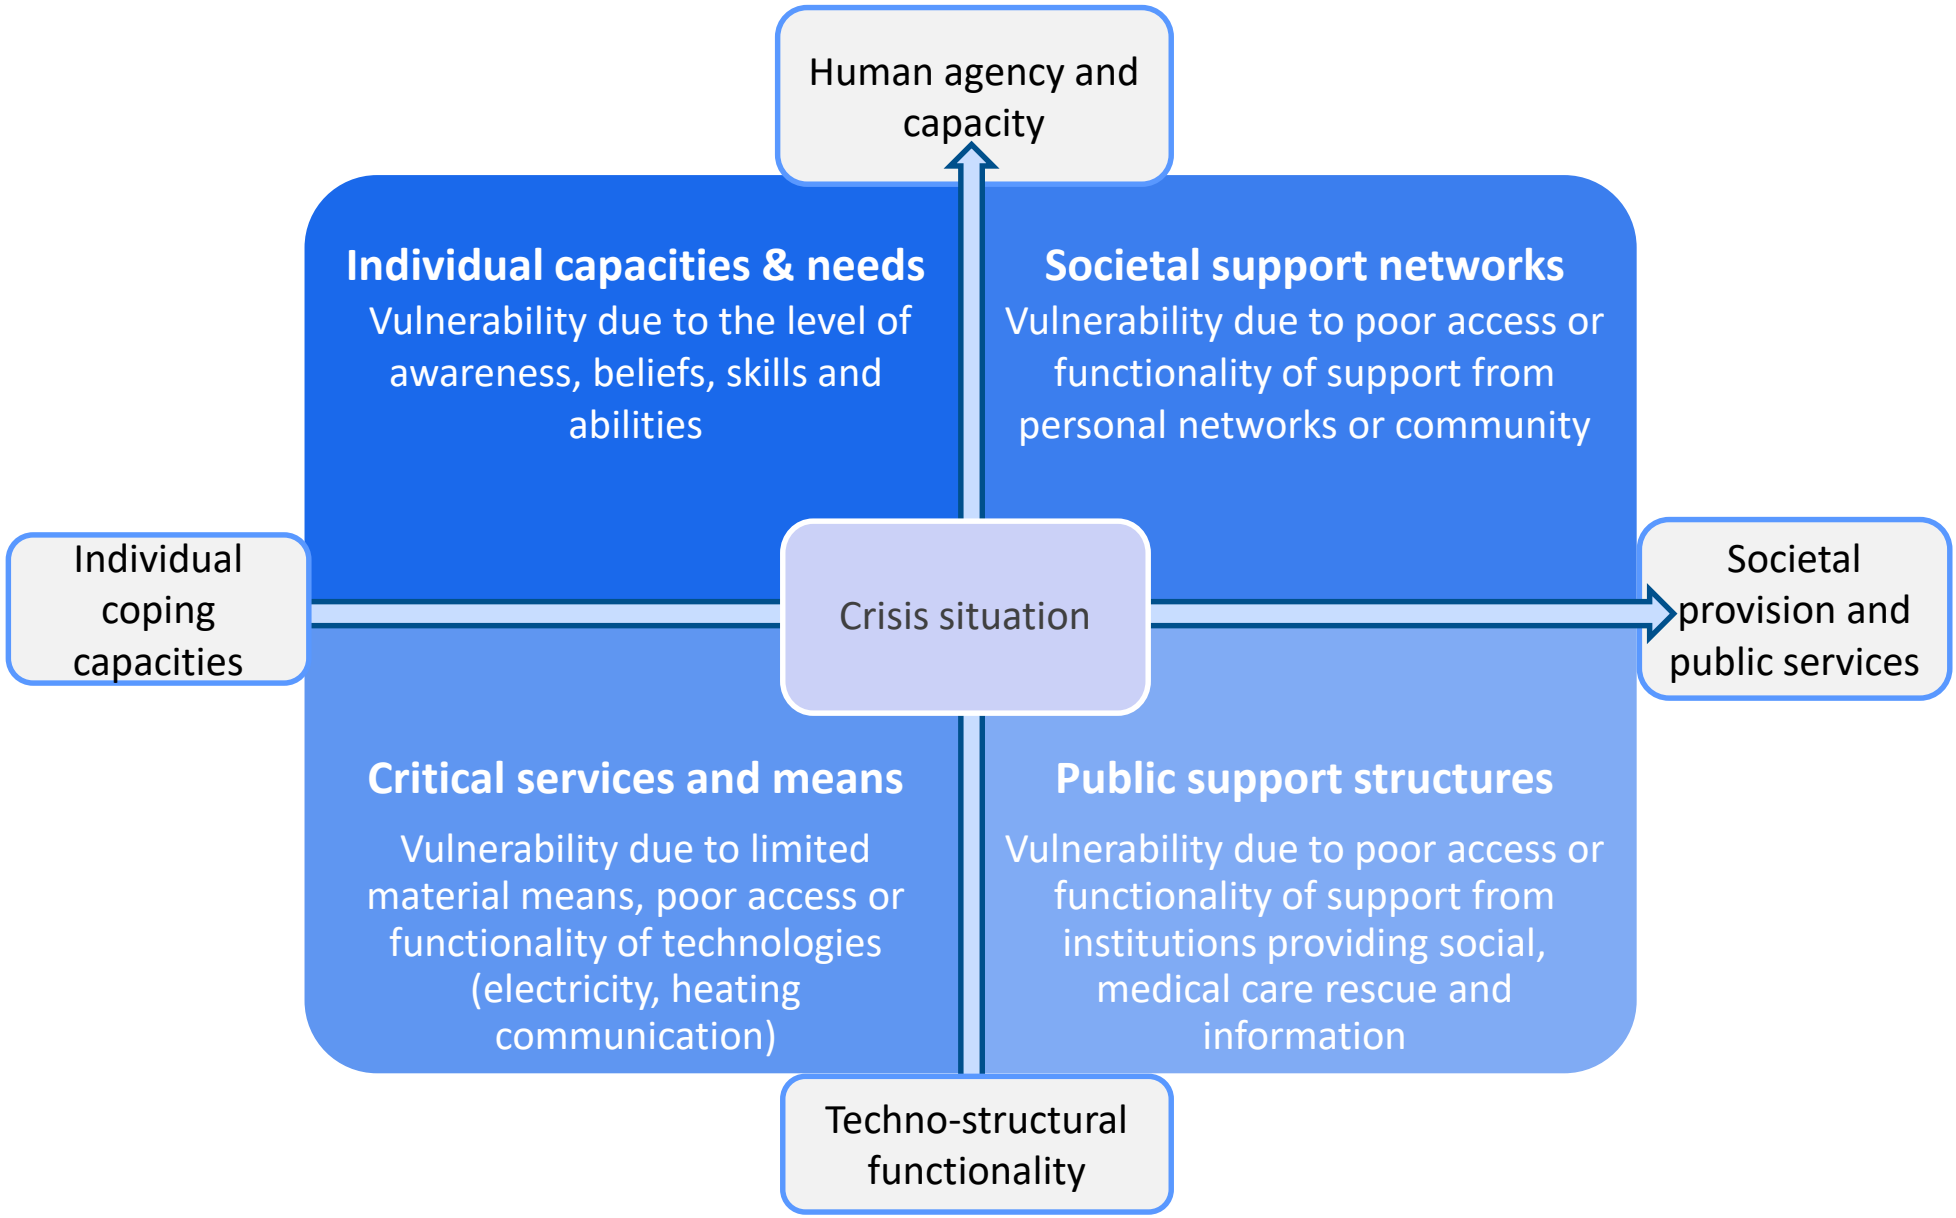 Human agency and
capacity
Individual capacities & needs
Vulnerability due to the level of
awareness, beliefs, skills and
abilities
Societal support networks
Vulnerability due to poor access or
functionality of support from
personal networks or community
Individual
coping
capacities
Crisis situation
Societal
provision and
public services
Critical services and means
Vulnerability due to limited
material means, poor access or
functionality of technologies
(electricity, heating
communication)
Public support structures
Vulnerability due to poor access or
functionality of support from
institutions providing social,
medical care rescue and
information
Techno-structural
functionality